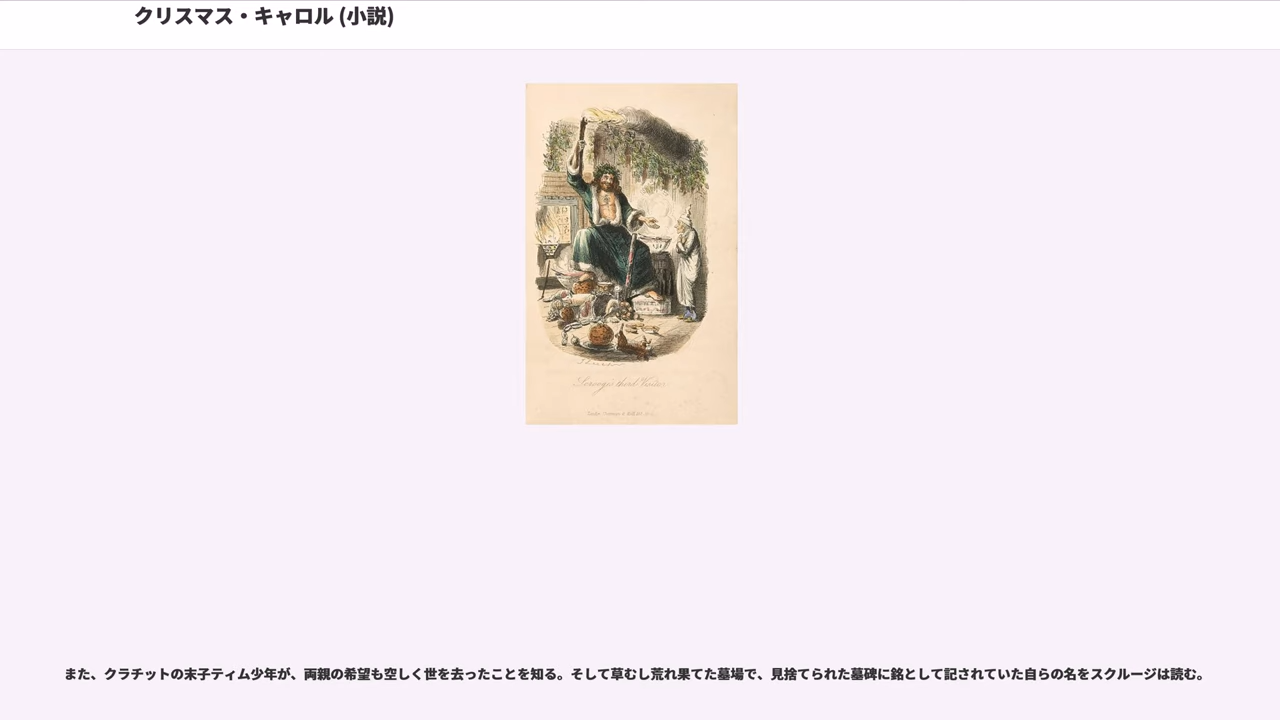 クリスマス・キャロル (小説)
Scrooge's third Visitor.
また、クラチットの末子ティム少年が、両親の希望も空しく世を去ったことを知る。そして草むし荒れ果てた墓場で、見捨てられた墓碑に銘として記されていた自らの名をスクルージは読む。